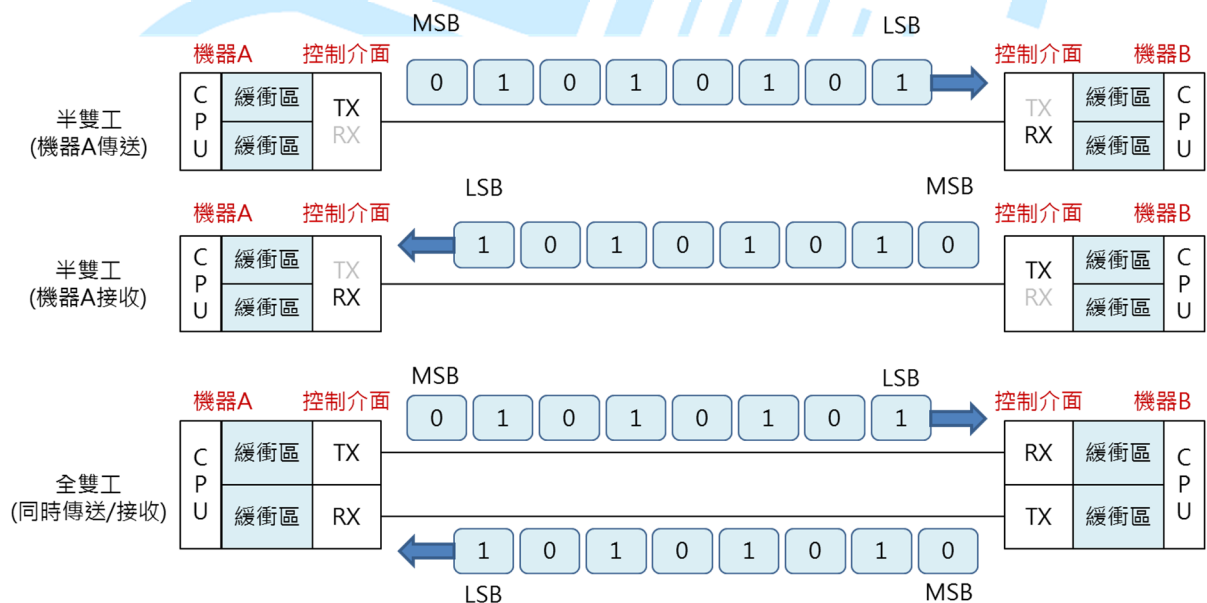 MSB
LSB
機器A
控制介面
0 1 0 1 0 1 0 1
控制介面
機器B
半雙工
(機器A傳送)
CPU
緩衝區
緩衝區
TX
RX
TX
RX
緩衝區
緩衝區
CPU
LSB
MSB
機器A
控制介面
1 0 1 0 1 0 1 0
控制介面
機器B
半雙工
(機器A接收)
CPU
緩衝區
緩衝區
TX
RX
TX
RX
緩衝區
緩衝區
CPU
MSB
LSB
機器A
控制介面
0 1 0 1 0 1 0 1
控制介面
機器B
全雙工
(同時傳送/接收)
CPU
緩衝區
TX
緩衝區
RX
RX
緩衝區
TX
緩衝區
CPU
1 0 1 0 1 0 1 0
LSB
MSB